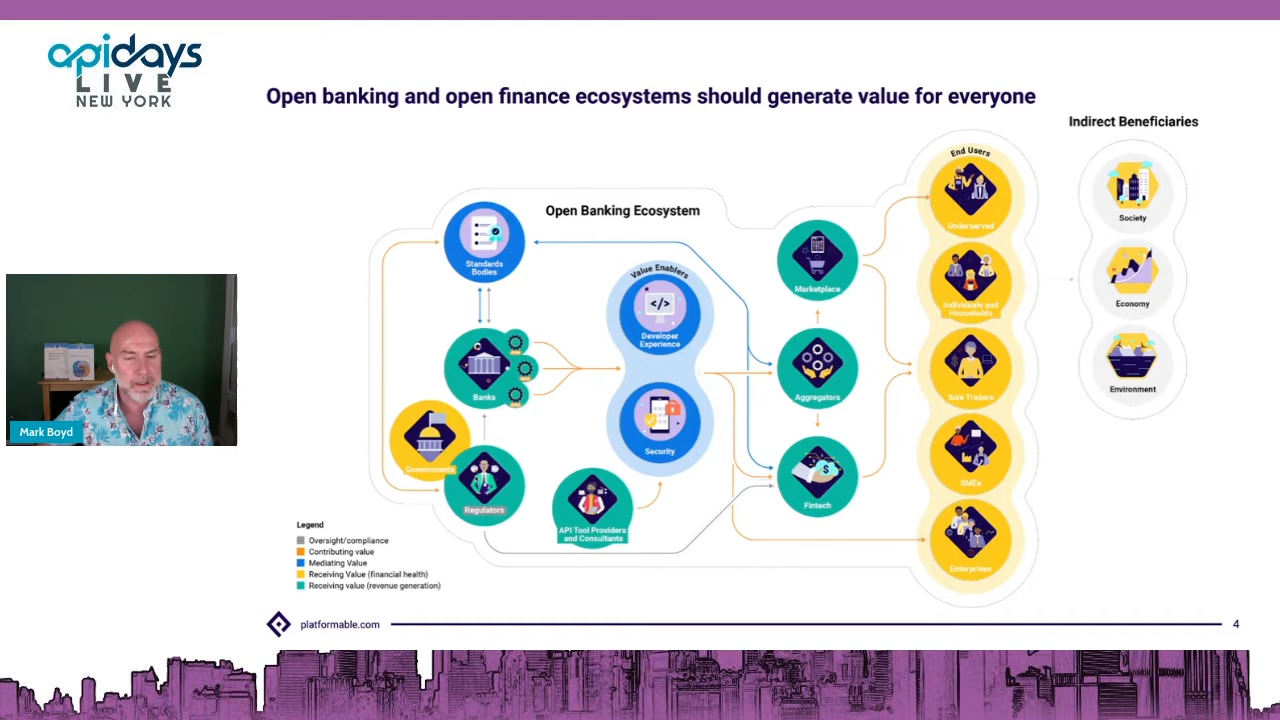 apidays
LIVE
NEW YORK
Open banking and open finance ecosystems should generate value for everyone
Indirect Beneficiaries
End Users
Underserved
Society
Open Banking Ecosystem
Standards
Bodies
Value Enablers
</>
Developer
Experience
Marketplace
Individuals and
Households
Economy
Banks
Aggregators
Sole Traders
Environment
Mark Boyd
Governments
Security
SMEs
Regulators
$
Fintech
API Tool Providers
and Consultants
Enterprises
Legend
Oversight/compliance
Contributing value
Mediating Value
Receiving Value (financial health)
Receiving value (revenue generation)
platformable.com
4